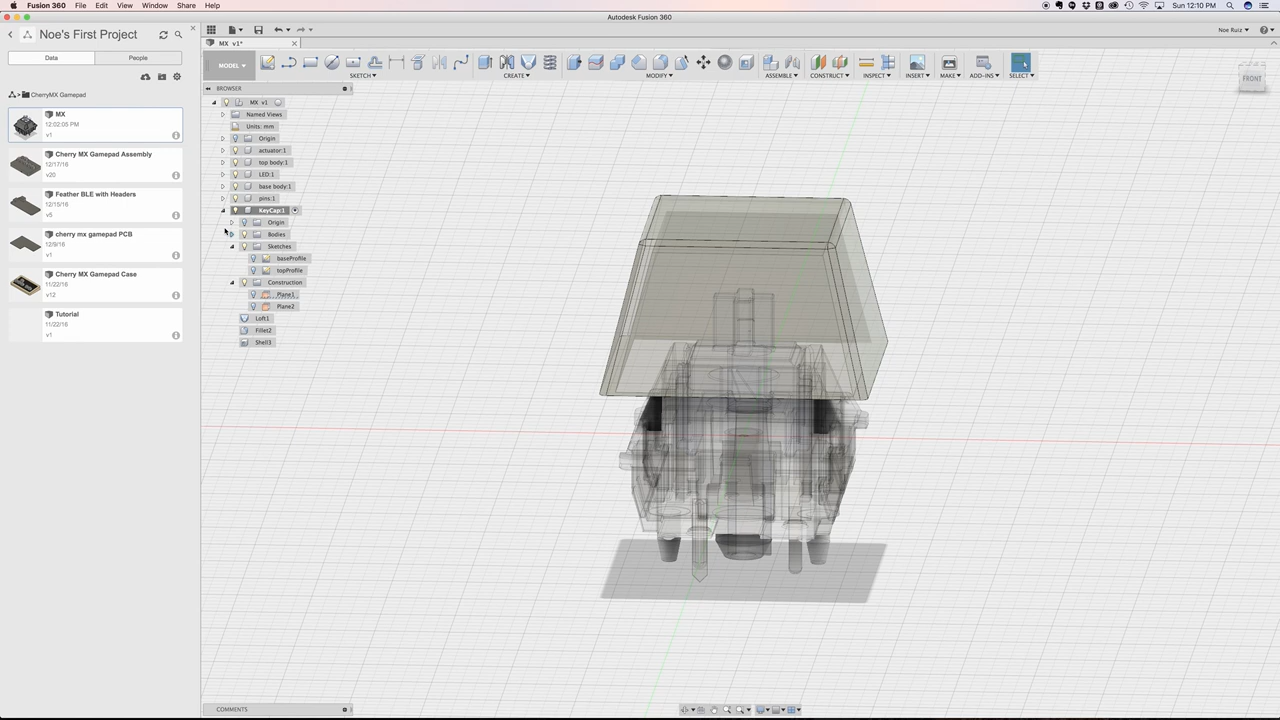 Fusion 360 File Edit View Window Share Help
Sun 12:10 PM
Autodesk Fusion 360
Noe's First Project
Noe Ruiz
Data People
MX v1*
MODEL
SKETCH CREATE MODIFY ASSEMBLE CONSTRUCT INSPECT INSERT MAKE ADD-INS SELECT
FRONT
BROWSER
CherryMX Gamepad
MX
12:02:05 PM
v1
Cherry MX Gamepad Assembly
12/17/16
v20
Feather BLE with Headers
12/15/16
v5
cherry mx gamepad PCB
12/9/16
v1
Cherry MX Gamepad Case
11/22/16
v12
Tutorial
11/22/16
v1
MX v1
Named Views
Units: mm
Origin
actuator:1
top body:1
LED:1
base body:1
pins:1
KeyCap:1
Origin
Bodies
Sketches
baseProfile
topProfile
Construction
Plane1
Plane2
Loft1
Fillet2
Shell3
COMMENTS